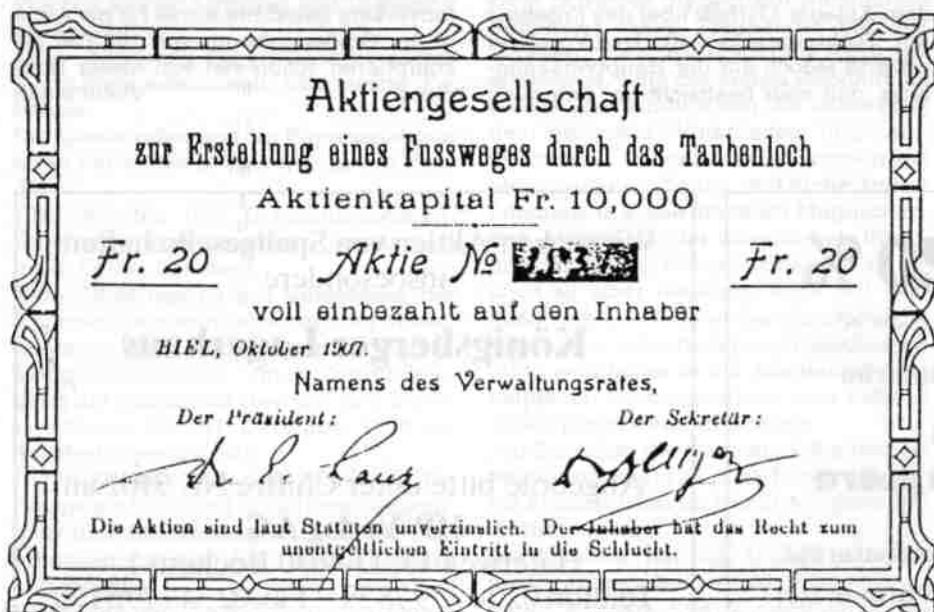 Aktiengesellschaft
zur Erstellung eines Fussweges durch das Taubenloch
Aktienkapital Fr. 10,000
Fr. 20 Aktie No Fr. 20
voll einbezahlt auf den Inhaber
BIEL, Oktober 1907.
Namens des Verwaltungsrates,
Der Präsident: Der Sekretär:
Die Aktien sind laut Statuten unverzinslich. Der Inhaber hat das Recht zum
unentgeltlichen Eintritt in die Schlucht.